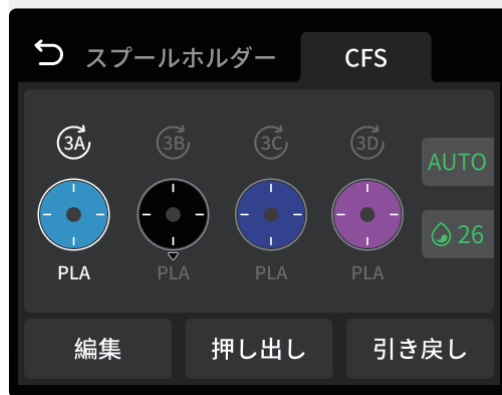 スプールホルダー CFS
3A 3B 3C 3D
AUTO
26
PLA PLA PLA PLA
編集 押し出し 引き戻し